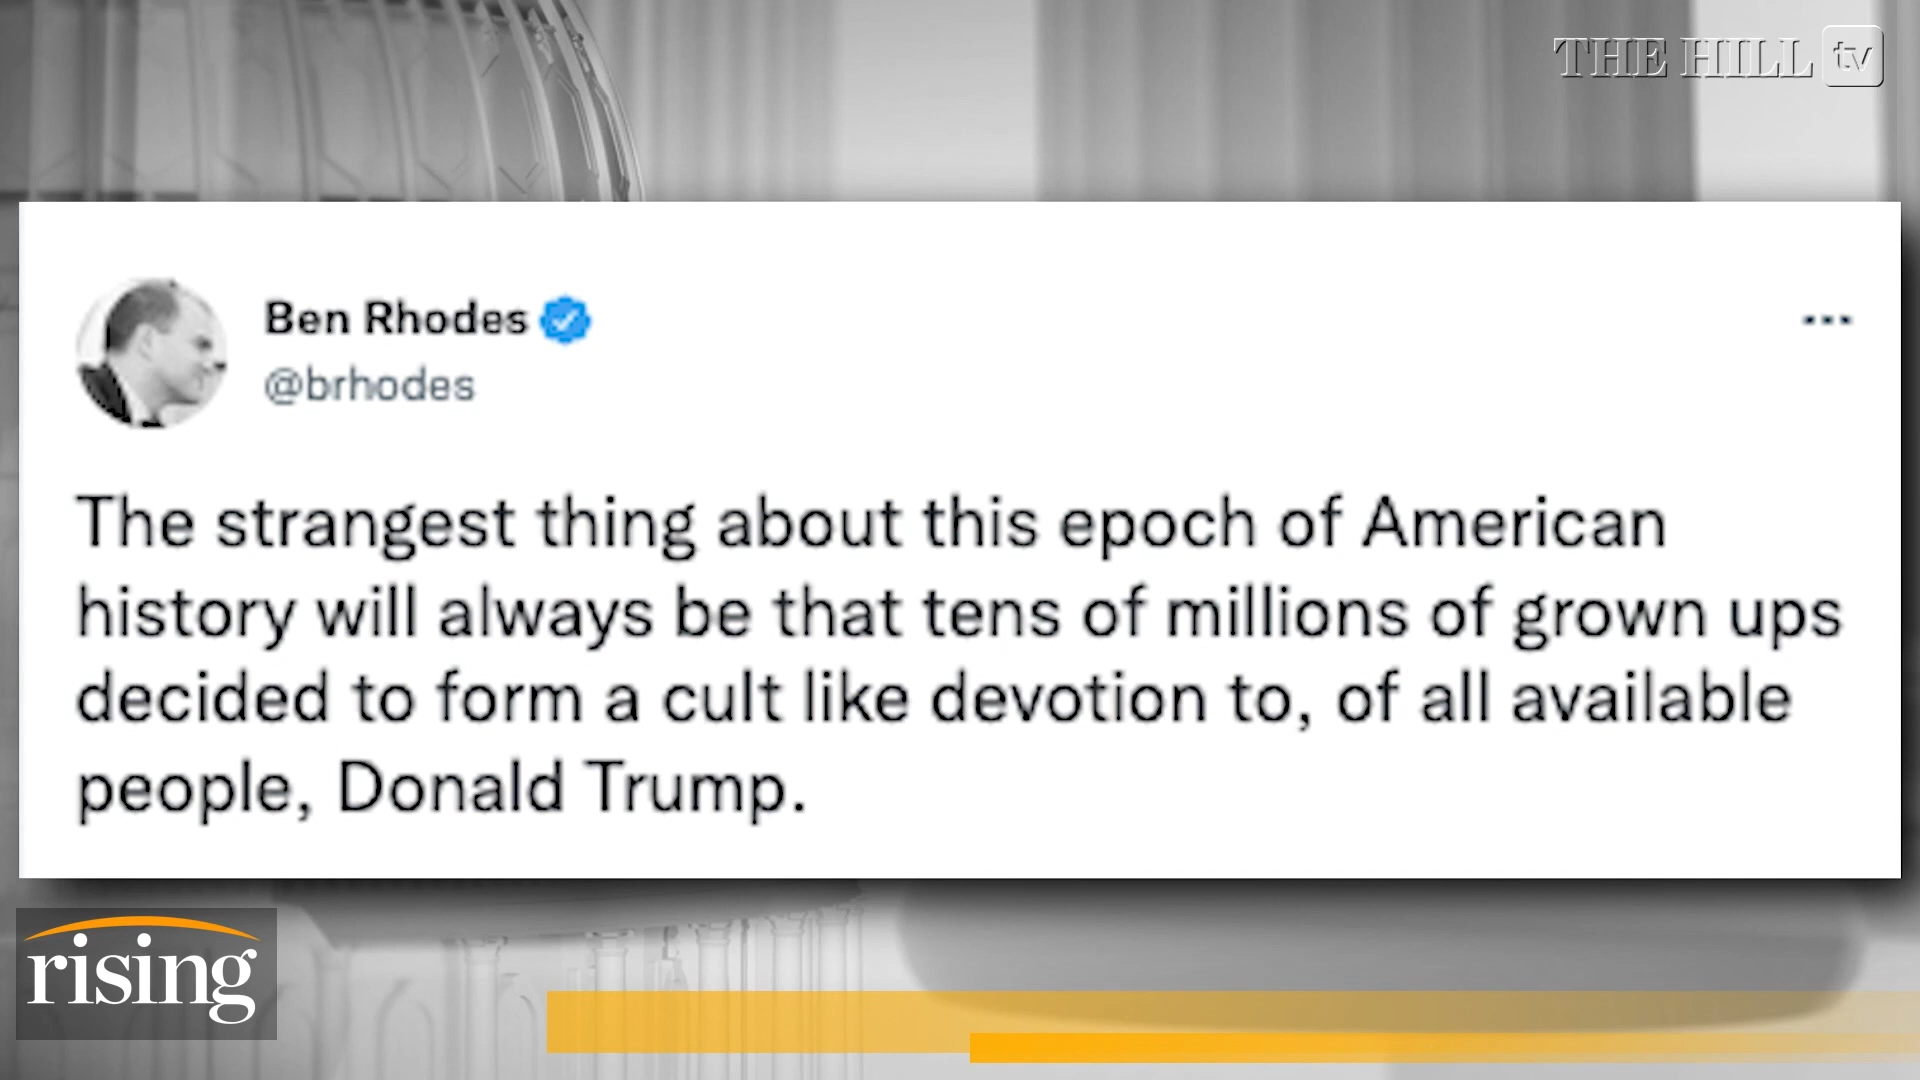 THE HILL tv
Ben Rhodes
@brhodes
The strangest thing about this epoch of American
history will always be that tens of millions of grown ups
decided to form a cult like devotion to, of all available
people, Donald Trump.
rising